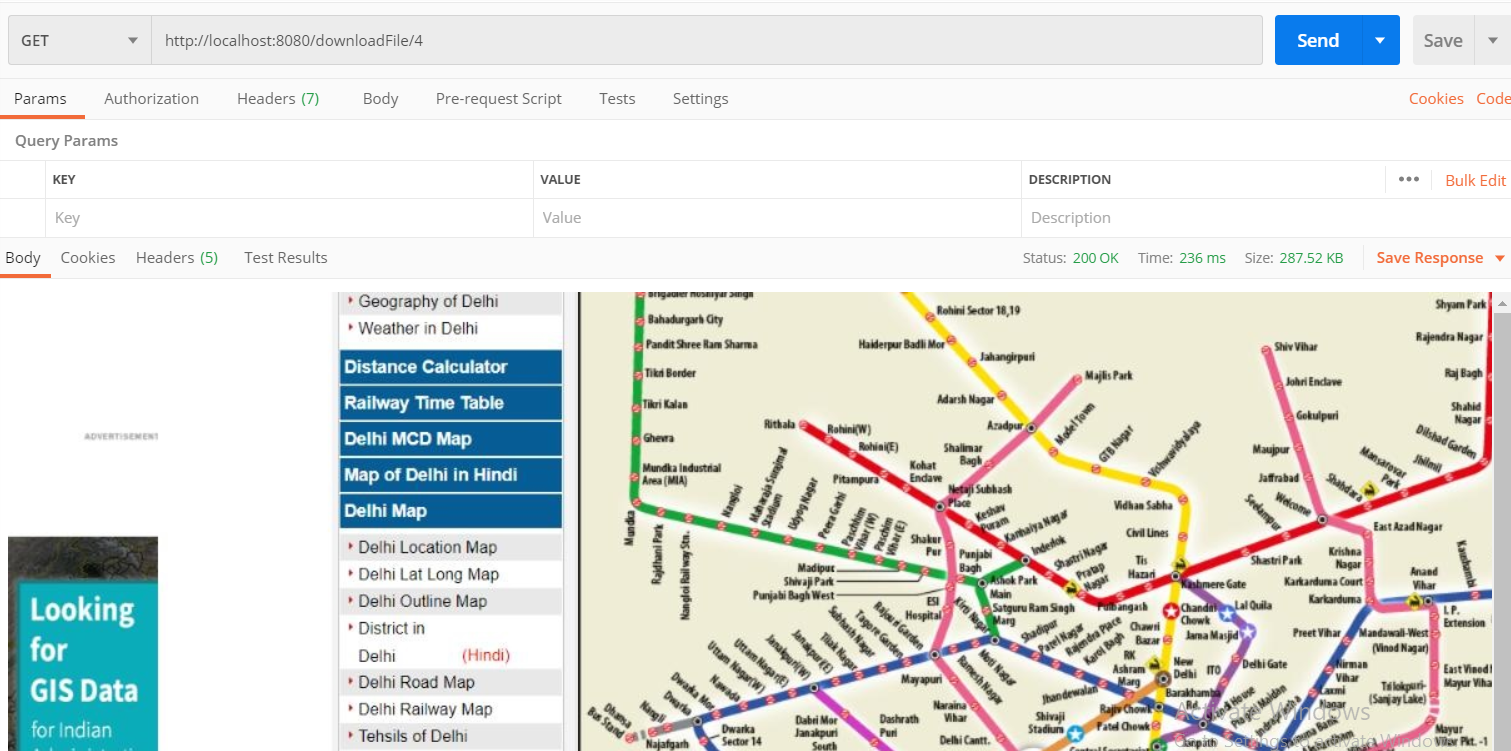 GET
http://localhost:8080/downloadFile/4
Send
Save
Params
Authorization
Headers (7)
Body
Pre-request Script
Tests
Settings
Cookies
Code
Query Params
KEY
VALUE
DESCRIPTION
•••
Bulk Edit
Key
Value
Description
Body
Cookies
Headers (5)
Test Results
Status: 200 OK
Time: 236 ms
Size: 287.52 KB
Save Response
ADVERTISEMENT
Looking
for
GIS Data
for Indian
Geography of Delhi
Weather in Delhi
Distance Calculator
Railway Time Table
Delhi MCD Map
Map of Delhi in Hindi
Delhi Map
Delhi Location Map
Delhi Lat Long Map
Delhi Outline Map
District in
Delhi (Hindi)
Delhi Road Map
Delhi Railway Map
Tehsils of Delhi
Brigadier Hoshiyar Singh
Bahadurgarh City
Pandit Shree Ram Sharma
Tikri Border
Tikri Kalan
Ghevra
Mundka Industrial
Area (MIA)
Mundka
Rajdhani Park
Nangloi Railway Stn.
Nangloi
Maharaja Surajmal
Stadium
Udyog Nagar
Peera Garhi
Paschim
Vihar (W)
Paschim
Vihar (E)
Madipur
Shivaji Park
Punjabi Bagh West
Rohini Sector 18,19
Haiderpur Badli Mor
Jahangirpuri
Adarsh Nagar
Majlis Park
Azadpur
Model Town
GTB Nagar
Vishwavidyalaya
Vidhan Sabha
Civil Lines
Tis
Hazari
Kashmere Gate
Rithala
Rohini(W)
Rohini(E)
Pitampura
Kohat
Enclave
Shalimar
Bagh
Netaji Subhash
Place
Keshav
Puram
Kanhaiya Nagar
Inderlok
Shastri Nagar
Pratap
Nagar
Pulbangash
Shakur
Pur
Punjabi
Bagh
Ashok Park
Main
Satguru Ram Singh
Marg
ESI
Hospital
Kirti Nagar
Shadipur
Patel Nagar
Rajendra Place
Karol Bagh
Jhandewalan
Moti Nagar
Ramesh Nagar
Rajouri Garden
Tagore Garden
Subhash Nagar
Tilak Nagar
Janakpuri(E)
Janakpuri(W)
Uttam Nagar(E)
Uttam Nagar(W)
Nawada
Dwarka Mor
Nangli
Dhansa
Bus Stand
Najafgarh
Dwarka
Sector 14
Dabri Mor
Janakpuri
South
Dashrath
Puri
Mayapuri
Naraina
Vihar
Delhi Cantt.
Shivaji
Stadium
Patel Chowk
Rajiv Chowk
RK
Ashram
Marg
New
Delhi
Barakhamba
Rd.
Chawri
Bazar
Chandni
Chowk
Lal Quila
Jama Masjid
Delhi Gate
ITO
Janpath
Shiv Vihar
Johri Enclave
Gokulpuri
Maujpur
Jaffrabad
Welcome
Seelampur
Shastri Park
Shahdara
Mansarovar
Park
Jhilmil
Dilshad Garden
Shahid
Nagar
Raj Bagh
Rajendra Nagar
Shyam Park
East Azad Nagar
Krishna
Nagar
Karkarduma Court
Karkarduma
Anand
Vihar
Kaushambi
I.P.
Extension
Preet Vihar
Mandawali-West
(Vinod Nagar)
Nirman
Vihar
Laxmi
Nagar
East Vinod
Mayur Viha
Trilokpuri-
(Sanjay Lake)
Mayur
Vihar Pkt. -1
Activate Windows
Go to Settings to activate Windows.